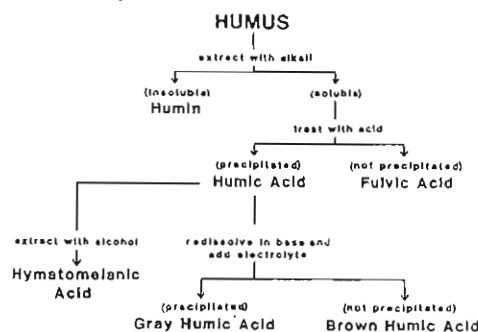 HUMUS
extract with alkali
(insoluble) (soluble)
Humin
treat with acid
(precipitated) (not precipitated)
Humic Acid Fulvic Acid
extract with alcohol redissolve in base and
add electrolyte
Hymatomelanic
Acid
(precipitated) (not precipitated)
Gray Humic Acid Brown Humic Acid